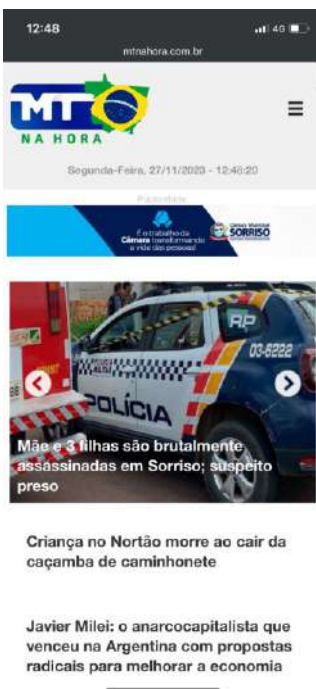 12:48
4G
mtnahora.com.br
MT
NA HORA
Segunda-Feira, 27/11/2023 - 12:48:20
Publicidade
É o trabalho da
Câmara transformando
a vida das pessoas!
Câmara Municipal
SORRISO
RP
03-6222
POLÍCIA
Mãe e 3 filhas são brutalmente
assassinadas em Sorriso; suspeito
preso
Criança no Nortão morre ao cair da
caçamba de caminhonete
Javier Milei: o anarcocapitalista que
venceu na Argentina com propostas
radicais para melhorar a economia